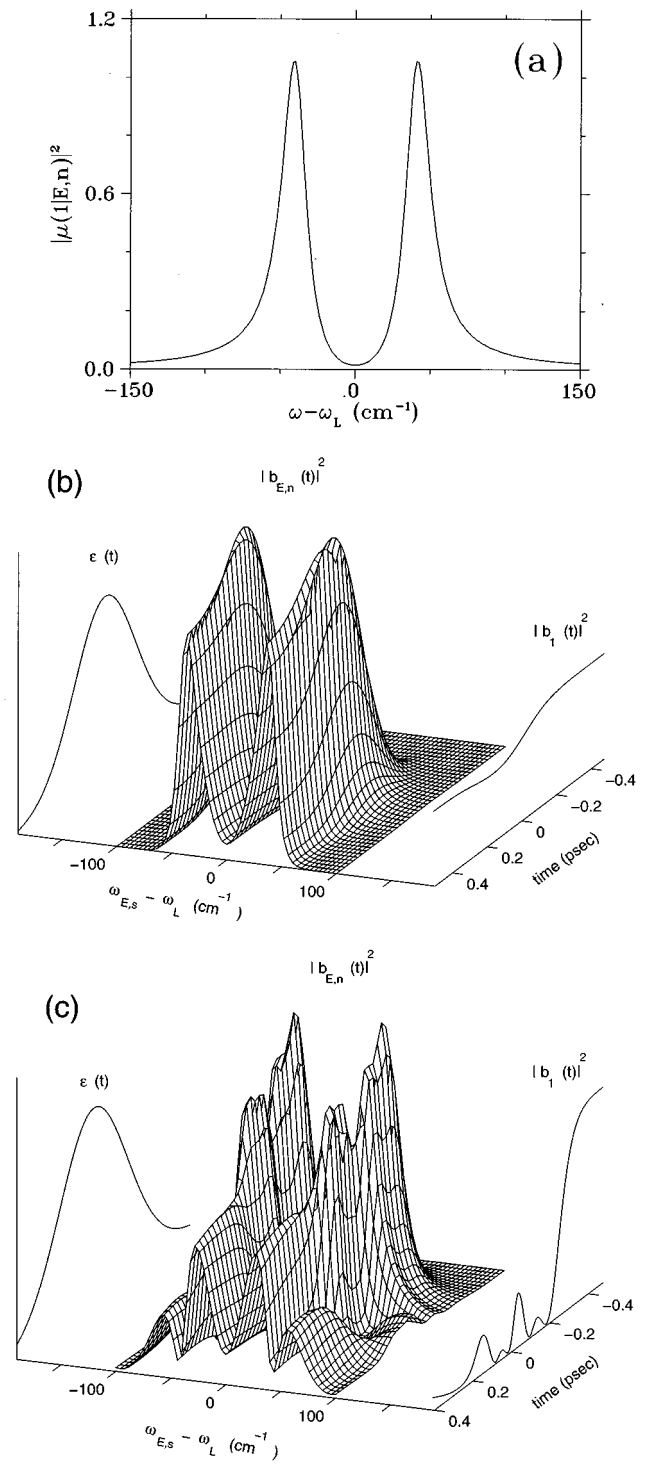 1.2
(a)
0.6
|μ(1|E,n)|²
0.0
−150
.0
150
ω−ω_L (cm⁻¹)
(b)
| b_E,n (t)|²
ε (t)
| b_1 (t)|²
−100
0
100
ω_E,s − ω_L (cm⁻¹)
0.4
0.2
0
−0.2
−0.4
time (psec)
(c)
| b_E,n (t)|²
ε (t)
| b_1 (t)|²
−100
0
100
ω_E,s − ω_L (cm⁻¹)
0.4
0.2
0
−0.2
−0.4
time (psec)